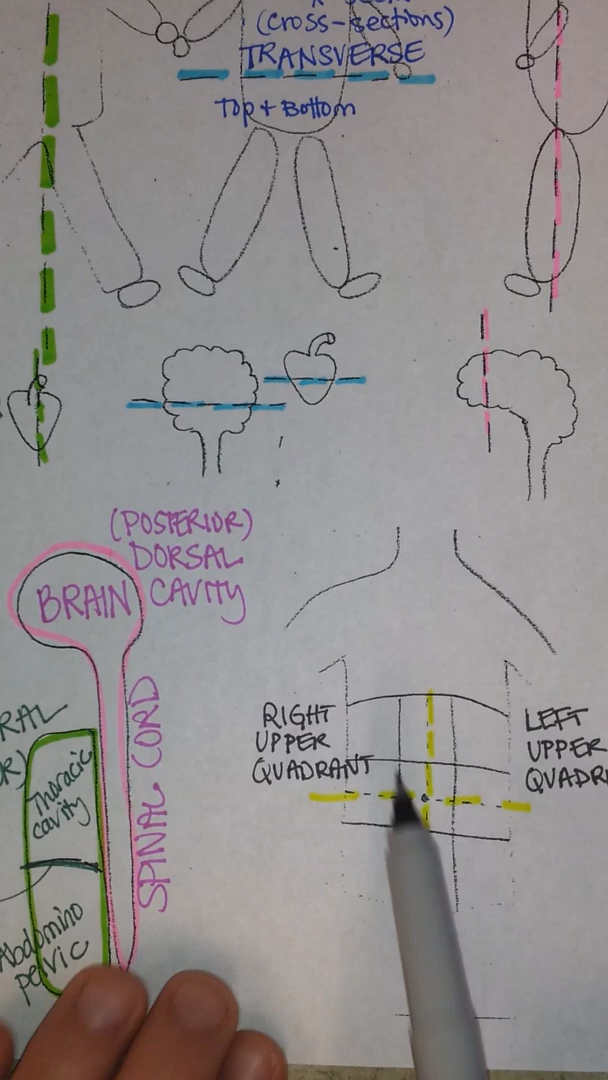 (Cross-sections)
TRANSVERSE
Top + Bottom
(POSTERIOR)
DORSAL
CAVITY
BRAIN
SPINAL CORD
Thoracic
cavity
Abdomino
pelvic
RIGHT
UPPER
QUADRANT
LEFT
UPPER